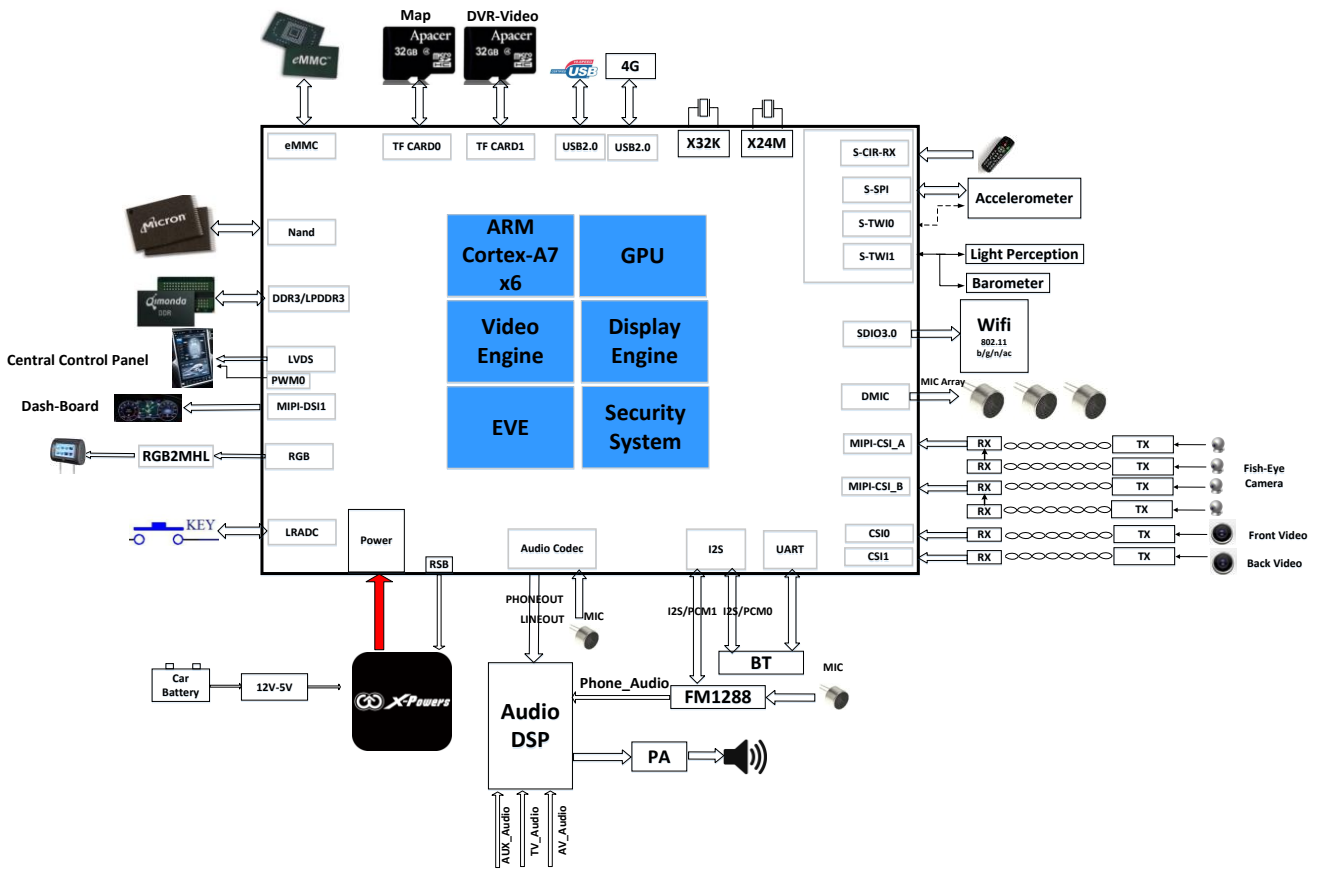 Map
DVR-Video
Apacer
32GB
Apacer
32GB
eMMC
USB
4G
eMMC
TF CARD0
TF CARD1
USB2.0
USB2.0
X32K
X24M
S-CIR-RX
S-SPI
Accelerometer
S-TWI0
S-TWI1
Light Perception
Barometer
Micron
Nand
ARM
Cortex-A7
x6
GPU
Qimonda
DDR
DDR3/LPDDR3
Video
Engine
Display
Engine
SDIO3.0
Wifi
802.11
b/g/n/ac
Central Control Panel
LVDS
PWM0
MIC Array
DMIC
Dash-Board
MIPI-DSI1
EVE
Security
System
RGB2MHL
RGB
MIPI-CSI_A
RX
TX
RX
TX
MIPI-CSI_B
RX
TX
RX
TX
Fish-Eye
Camera
KEY
LRADC
Power
RSB
Audio Codec
I2S
UART
CSI0
RX
TX
Front Video
CSI1
RX
TX
Back Video
PHONEOUT
LINEOUT
MIC
I2S/PCM1
I2S/PCM0
BT
MIC
Car
Battery
12V-5V
X-Powers
Phone_Audio
FM1288
Audio
DSP
PA
AUX_Audio
TV_Audio
AV_Audio